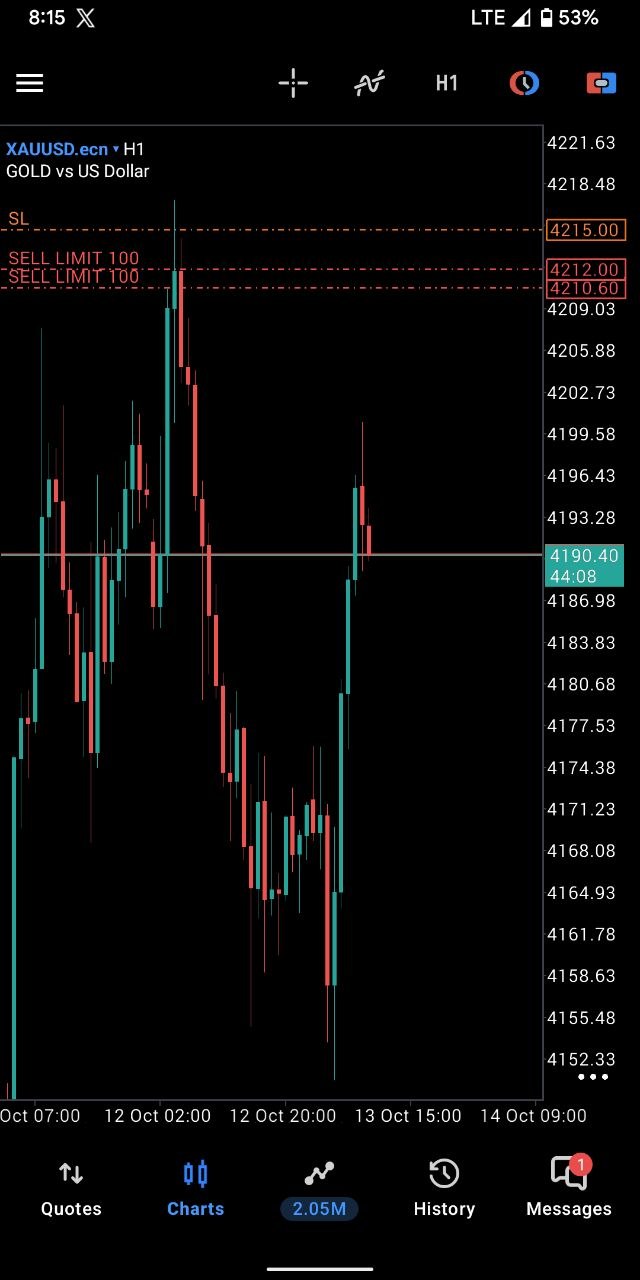 8:15 X LTE 53%
H1
XAUUSD.ecn ▾ H1
GOLD vs US Dollar
4221.63
4218.48
SL 4215.00
SELL LIMIT 100 4212.00
SELL LIMIT 100 4210.60
4209.03
4205.88
4202.73
4199.58
4196.43
4193.28
4190.40
44:08
4186.98
4183.83
4180.68
4177.53
4174.38
4171.23
4168.08
4164.93
4161.78
4158.63
4155.48
4152.33
Oct 07:00 12 Oct 02:00 12 Oct 20:00 13 Oct 15:00 14 Oct 09:00
1
Quotes Charts 2.05M History Messages